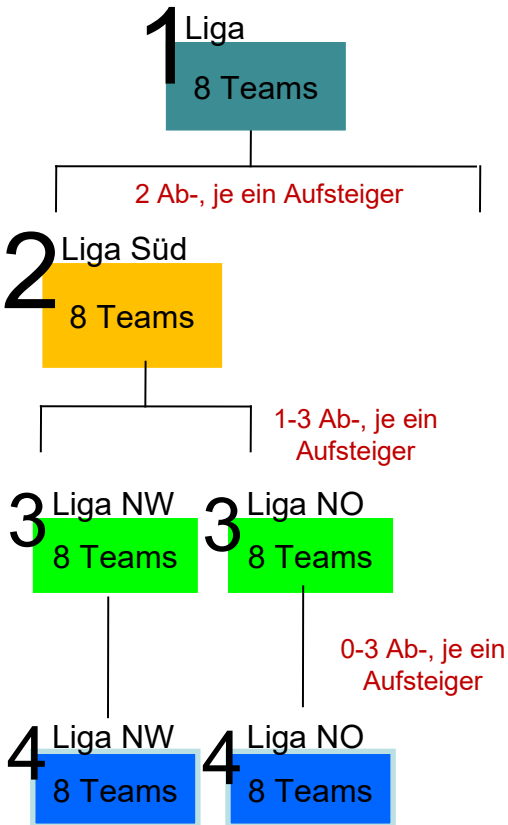 1 Liga
8 Teams
2 Ab-, je ein Aufsteiger
2 Liga Süd
8 Teams
1-3 Ab-, je ein
Aufsteiger
3 Liga NW
8 Teams
3 Liga NO
8 Teams
0-3 Ab-, je ein
Aufsteiger
4 Liga NW
8 Teams
4 Liga NO
8 Teams